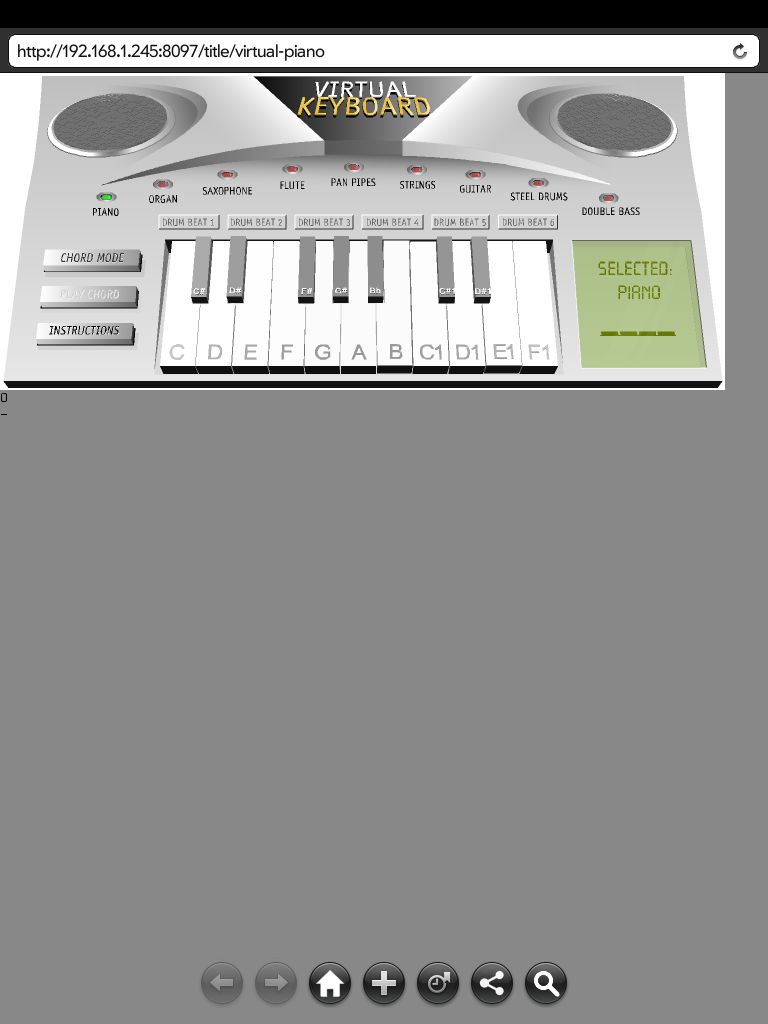 http://192.168.1.245:8097/title/virtual-piano
VIRTUAL
KEYBOARD
PIANO
ORGAN
SAXOPHONE
FLUTE
PAN PIPES
STRINGS
GUITAR
STEEL DRUMS
DOUBLE BASS
DRUM BEAT 1 DRUM BEAT 2 DRUM BEAT 3 DRUM BEAT 4 DRUM BEAT 5 DRUM BEAT 6
CHORD MODE
PLAY CHORD
INSTRUCTIONS
C# D# F# G# Bb C#1 D#1
C D E F G A B C1 D1 E1 F1
SELECTED:
PIANO
0
_